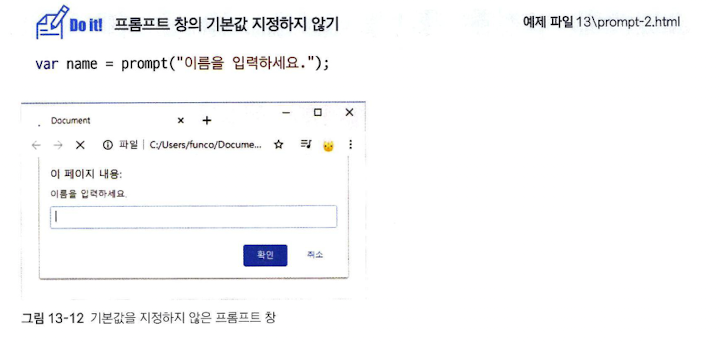 Do it! 프롬프트 창의 기본값 지정하지 않기
예제 파일 13\prompt-2.html
var name = prompt("이름을 입력하세요.");
Document
파일 | C:/Users/funco/Docume...
이 페이지 내용:
이름을 입력하세요.
확인
취소
그림 13-12 기본값을 지정하지 않은 프롬프트 창